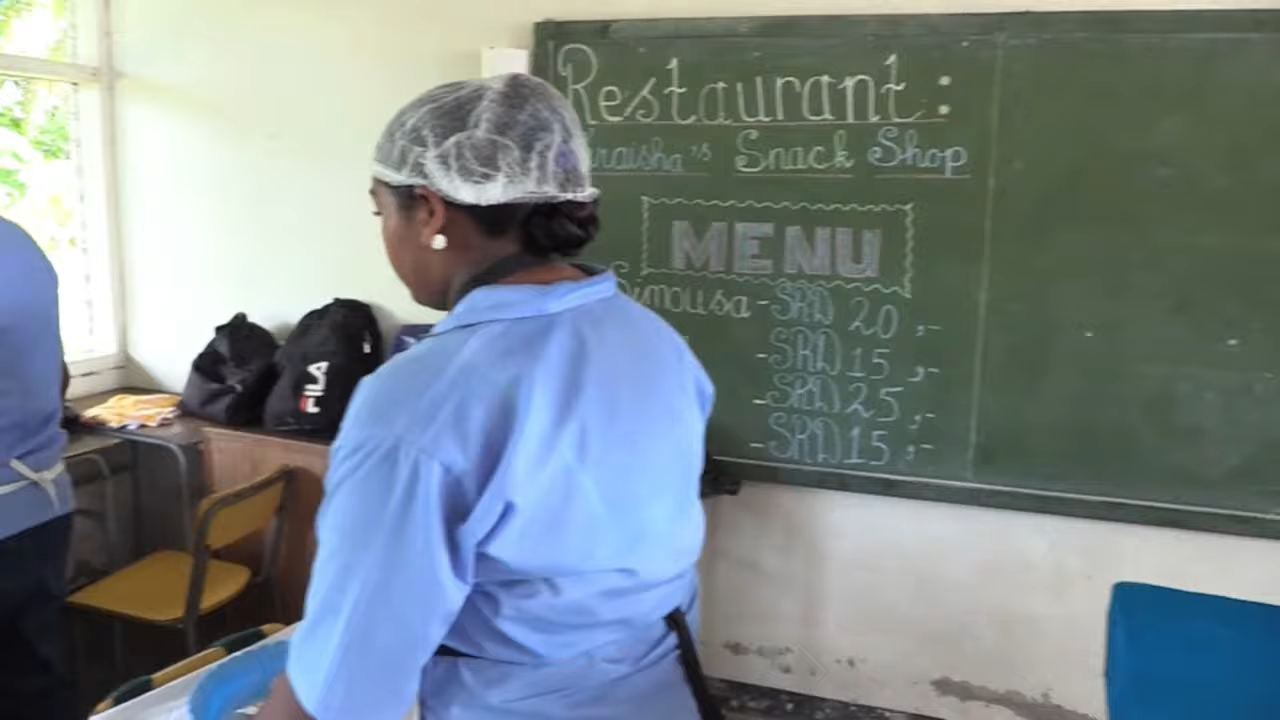 Restaurant:
Snack Shop
MENU
Simousa - SRD 20 ,-
- SRD 15 ,-
- SRD 25 ,-
- SRD 15 ,-
FILA